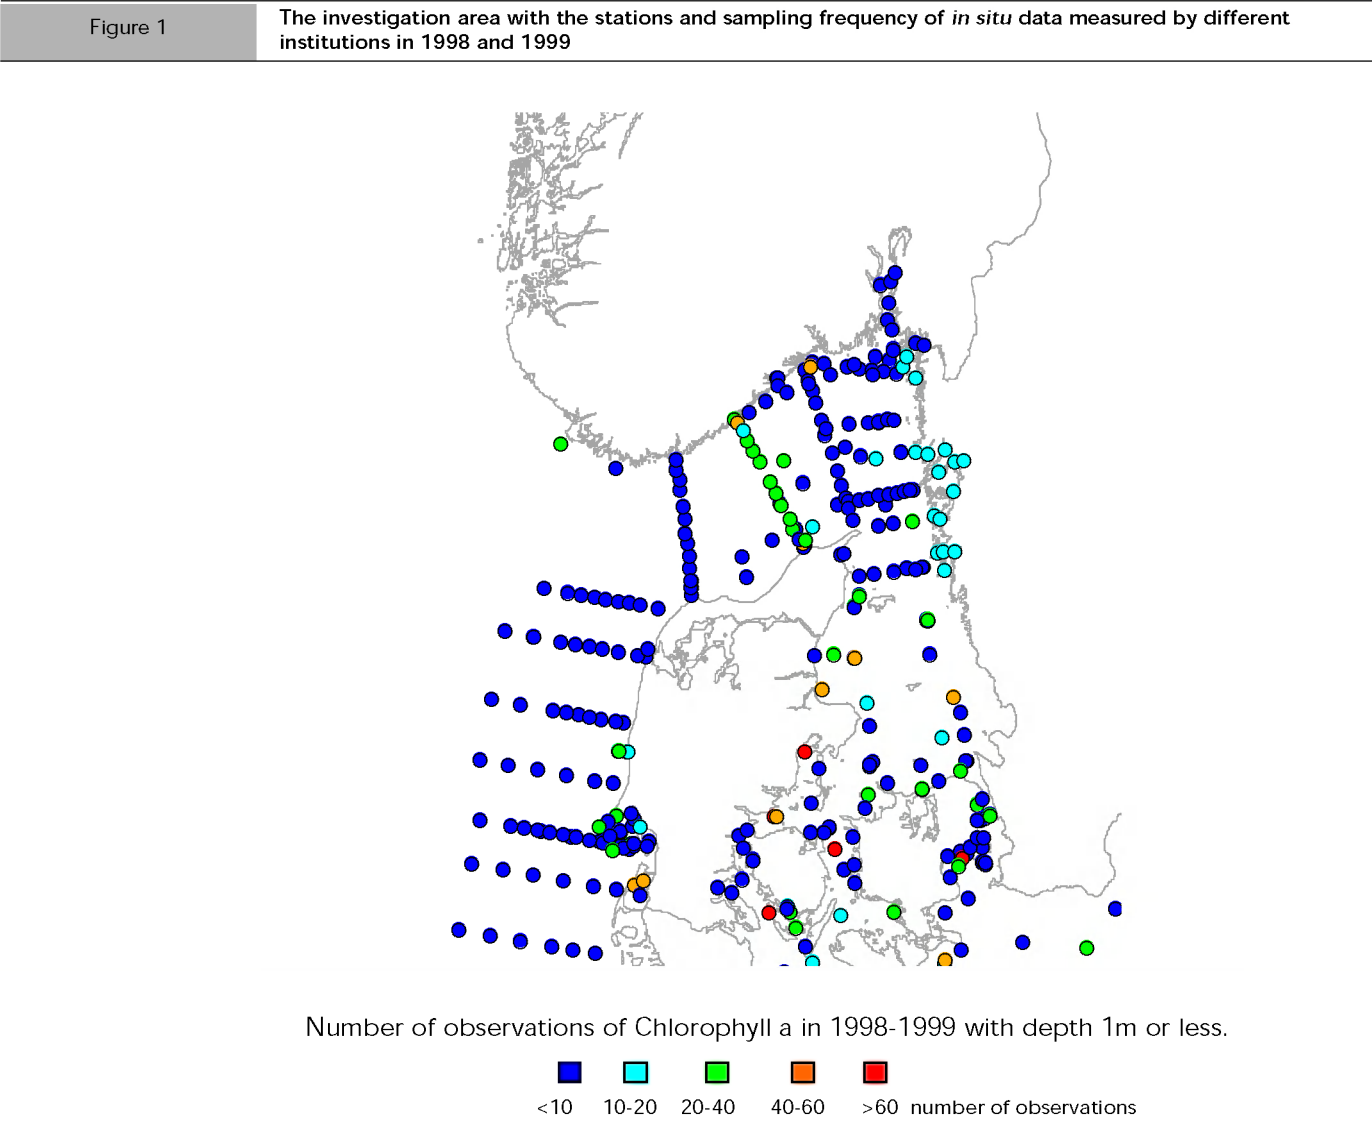 Figure 1
The investigation area with the stations and sampling frequency of in situ data measured by different
institutions in 1998 and 1999
Number of observations of Chlorophyll a in 1998-1999 with depth 1m or less.
<10 10-20 20-40 40-60 >60 number of observations